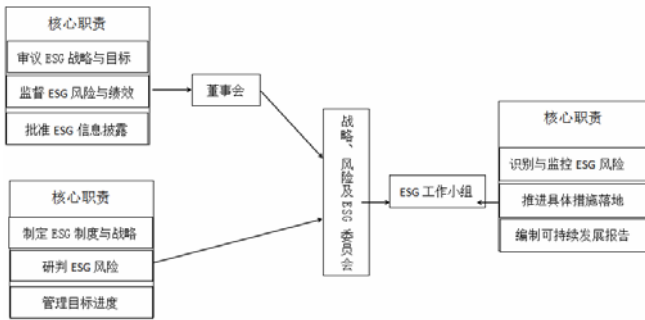 核心职责
审议 ESG 战略与目标
监督 ESG 风险与绩效
批准 ESG 信息披露
董事会
核心职责
制定 ESG 制度与战略
研判 ESG 风险
管理目标进度
战略、风险及 ESG 委员会
ESG 工作小组
核心职责
识别与监控 ESG 风险
推进具体措施落地
编制可持续发展报告